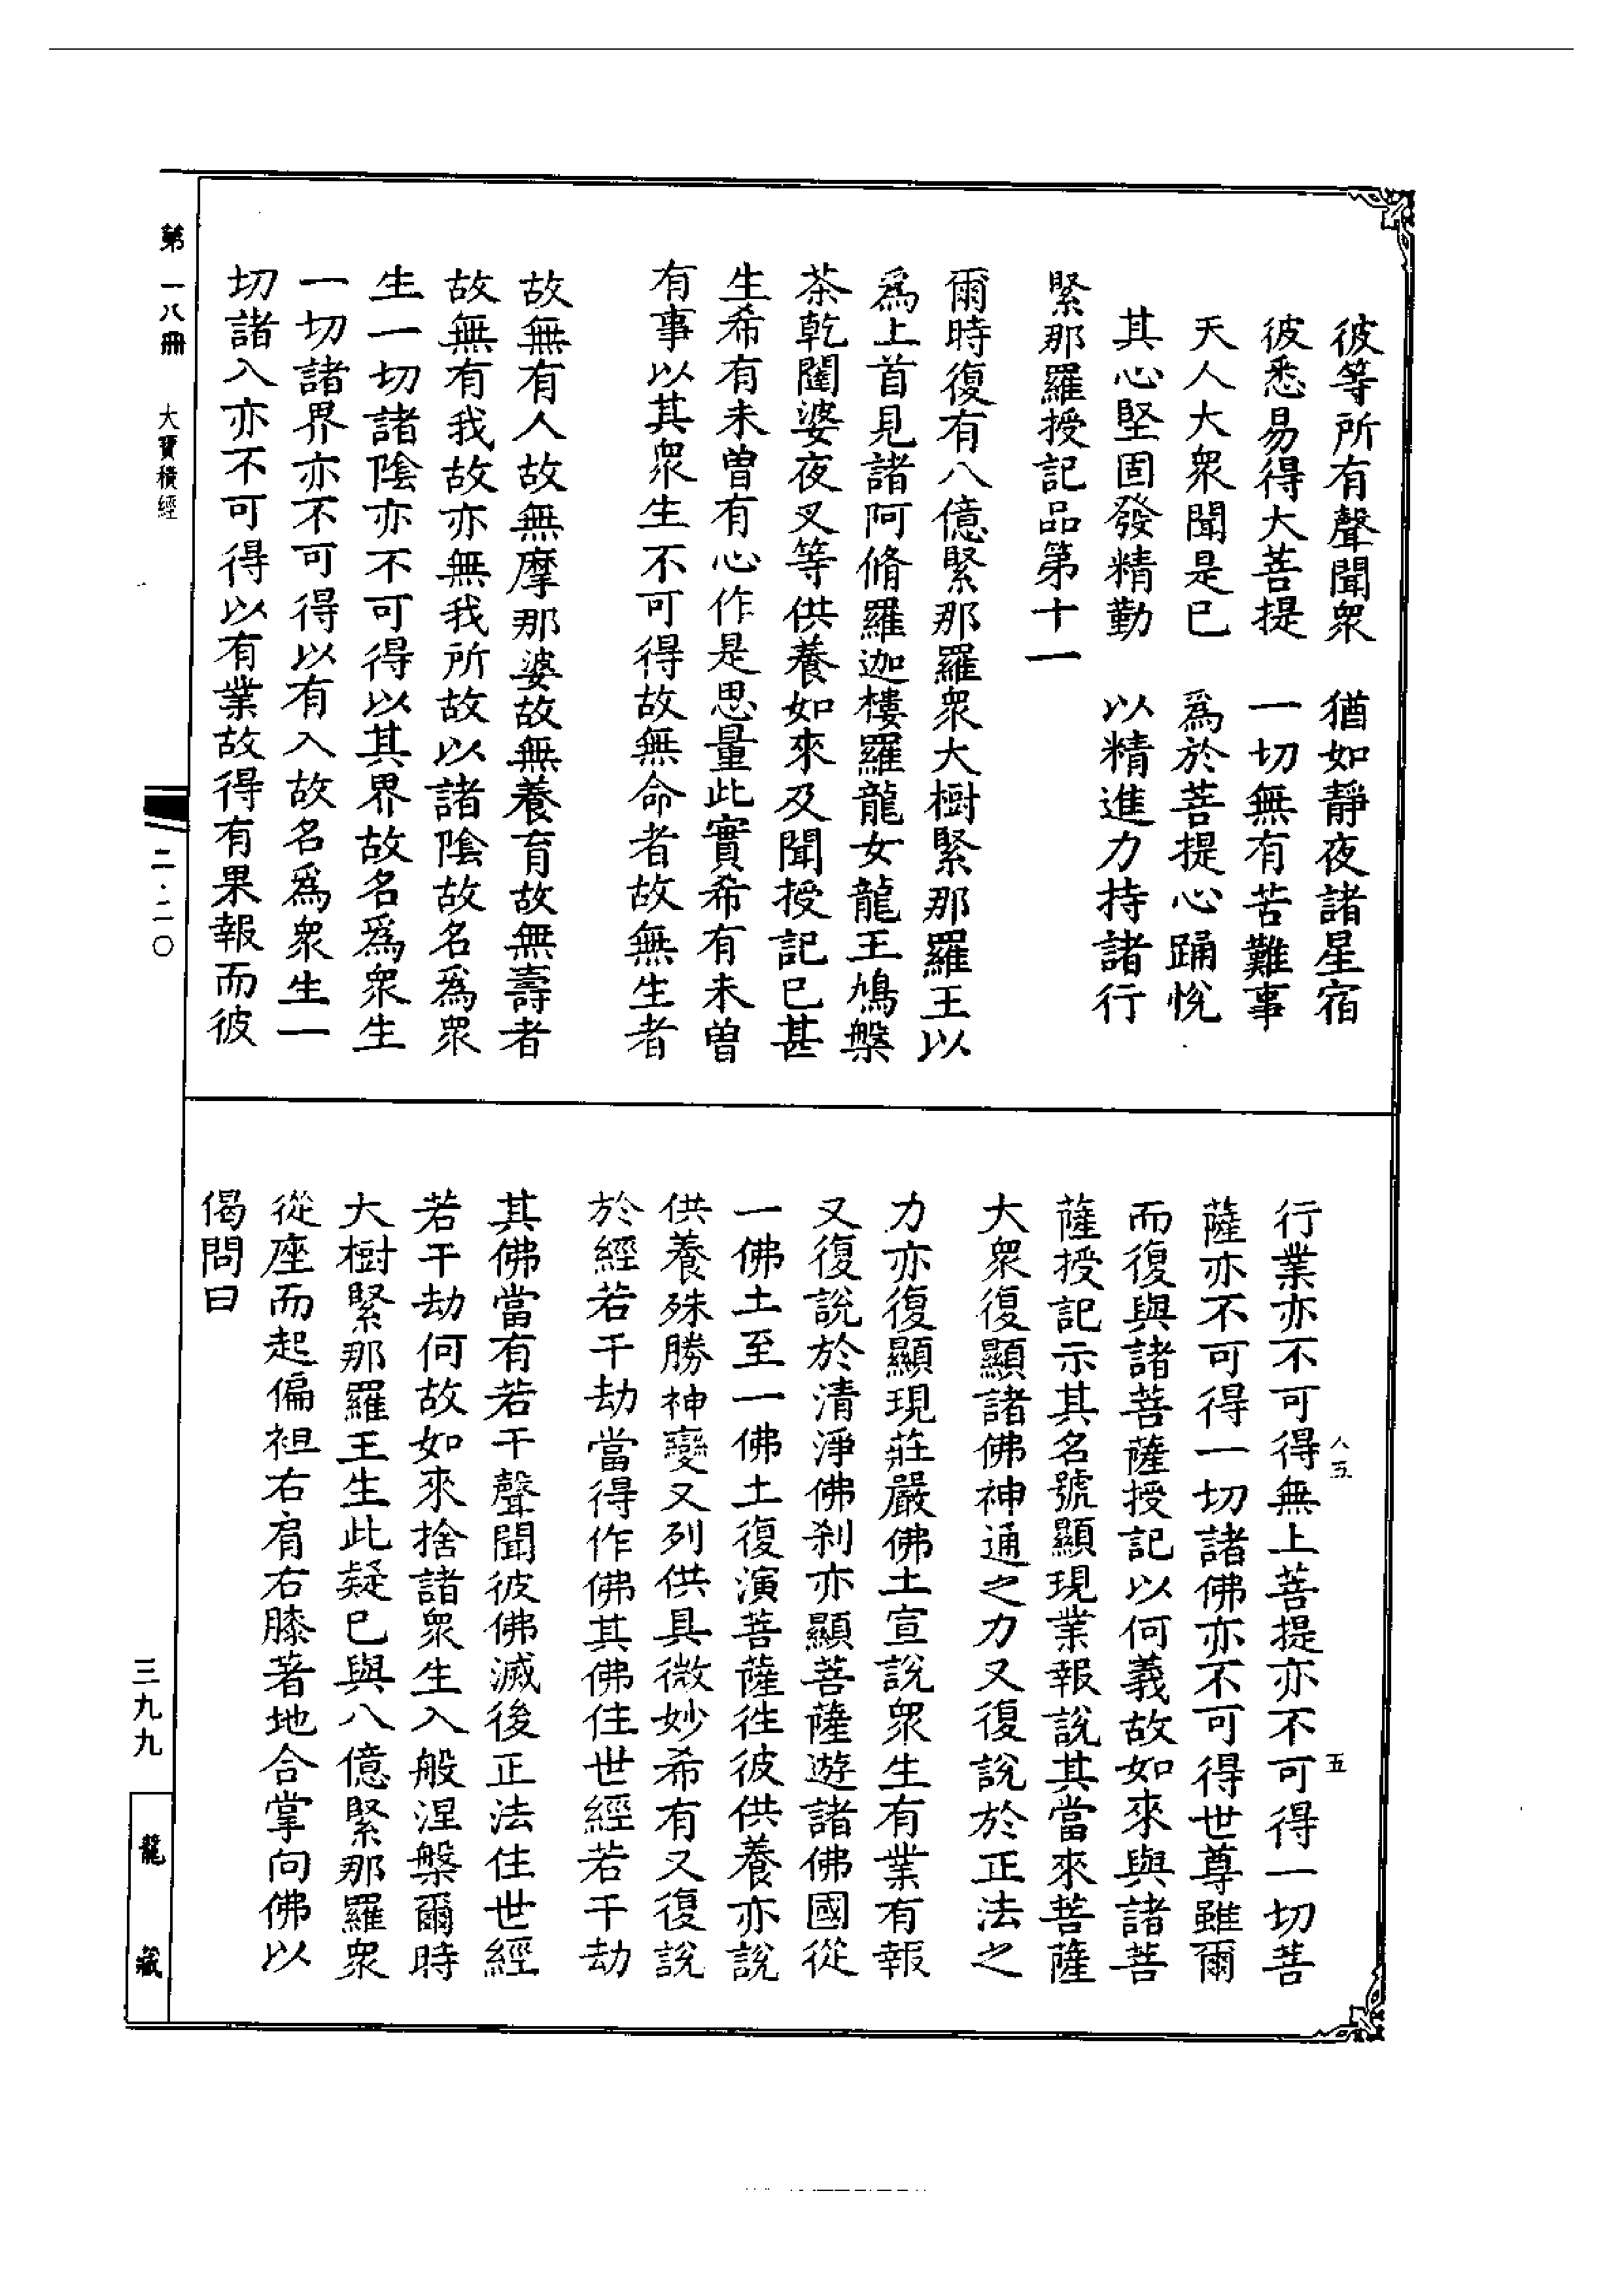 彼等所有聲聞衆　猶如靜夜諸星宿
彼悉易得大菩提　一切無有苦難事
天人大衆聞是已　爲於菩提心踊悅
其心堅固發精勤　以精進力持諸行
緊那羅授記品第十一
爾時復有八億緊那羅衆大樹緊那羅王以
爲上首見諸阿脩羅迦樓羅龍女龍王鳩槃
茶乾闥婆夜叉等供養如來及聞授記已甚
生希有未曾有心作是思量此實希有未曾
有事以其衆生不可得故無命者故無生者
故無有人故無摩那婆故無養育故無壽者
故無有我故亦無我所故以諸陰故名爲衆
生一切諸陰亦不可得以其界故名爲衆生
一切諸界亦不可得以有入故名爲衆生一
切諸入亦不可得以有業故得有果報而彼
行業亦不可得無上菩提亦不可得一切菩
八五
五
薩亦不可得一切諸佛亦不可得世尊雖爾
而復與諸菩薩授記以何義故如來與諸菩
薩授記示其名號顯現業報說其當來菩薩
大衆復顯諸佛神通之力又復說於正法之
力亦復顯現莊嚴佛土宣說衆生有業有報
又復說於清淨佛刹亦顯菩薩遊諸佛國從
一佛土至一佛土復演菩薩徃彼供養亦說
供養殊勝神變又列供具微妙希有又復說
於經若干劫當得作佛其佛住世經若干劫
其佛當有若干聲聞彼佛滅後正法住世經
若干劫何故如來捨諸衆生入般涅槃爾時
大樹緊那羅王生此疑已與八億緊那羅衆
從座而起偏袒右肩右膝著地合掌向佛以
偈問曰
第一八冊　大寶積經
二·二〇
三九九
龍藏